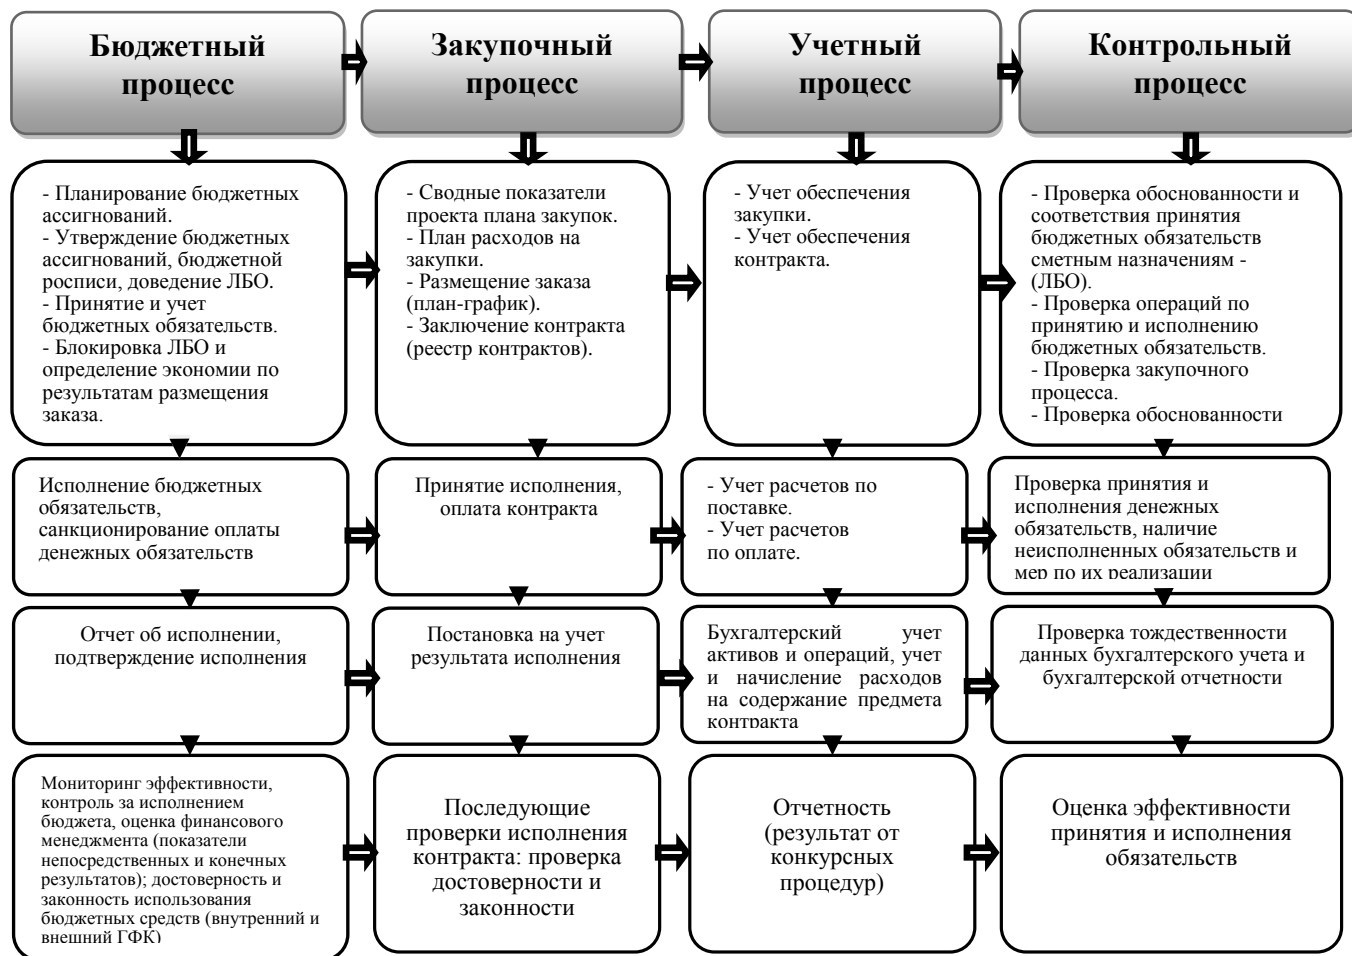 Бюджетный
процесс
Закупочный
процесс
Учетный
процесс
Контрольный
процесс
- Планирование бюджетных
ассигнований.
- Утверждение бюджетных
ассигнований, бюджетной
росписи, доведение ЛБО.
- Принятие и учет
бюджетных обязательств.
- Блокировка ЛБО и
определение экономии по
результатам размещения
заказа.
- Сводные показатели
проекта плана закупок.
- План расходов на
закупки.
- Размещение заказа
(план-график).
- Заключение контракта
(реестр контрактов).
- Учет обеспечения
закупки.
- Учет обеспечения
контракта.
- Проверка обоснованности и
соответствия принятия
бюджетных обязательств
сметным назначениям -
(ЛБО).
- Проверка операций по
принятию и исполнению
бюджетных обязательств.
- Проверка закупочного
процесса.
- Проверка обоснованности
Исполнение бюджетных
обязательств,
санкционирование оплаты
денежных обязательств
Принятие исполнения,
оплата контракта
- Учет расчетов по
поставке.
- Учет расчетов
по оплате.
Проверка принятия и
исполнения денежных
обязательств, наличие
неисполненных обязательств и
мер по их реализации
Отчет об исполнении,
подтверждение исполнения
Постановка на учет
результата исполнения
Бухгалтерский учет
активов и операций, учет
и начисление расходов
на содержание предмета
контракта
Проверка тождественности
данных бухгалтерского учета и
бухгалтерской отчетности
Мониторинг эффективности,
контроль за исполнением
бюджета, оценка финансового
менеджмента (показатели
непосредственных и конечных
результатов); достоверность и
законность использования
бюджетных средств (внутренний и
внешний ГФК)
Последующие
проверки исполнения
контракта: проверка
достоверности и
законности
Отчетность
(результат от
конкурсных
процедур)
Оценка эффективности
принятия и исполнения
обязательств